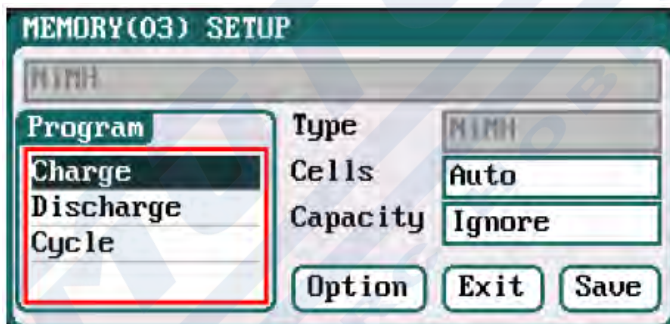 MEMORY(03) SETUP
NiMH
Program
Charge
Discharge
Cycle
Type NiMH
Cells Auto
Capacity Ignore
Option Exit Save